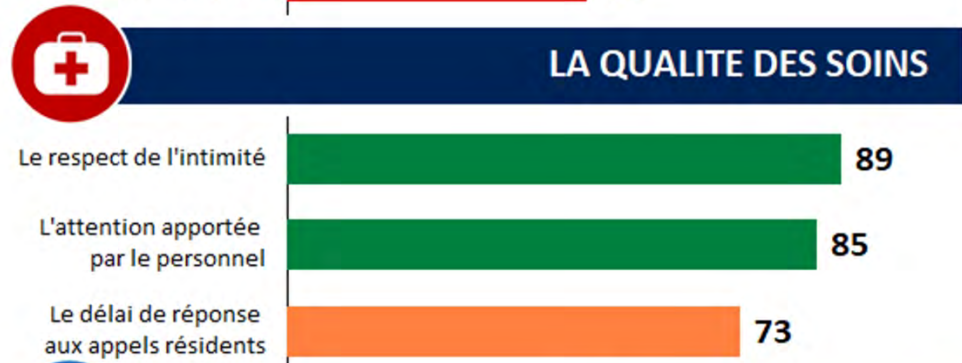 LA QUALITE DES SOINS
Le respect de l'intimité
89
L'attention apportée
par le personnel
85
Le délai de réponse
aux appels résidents
73